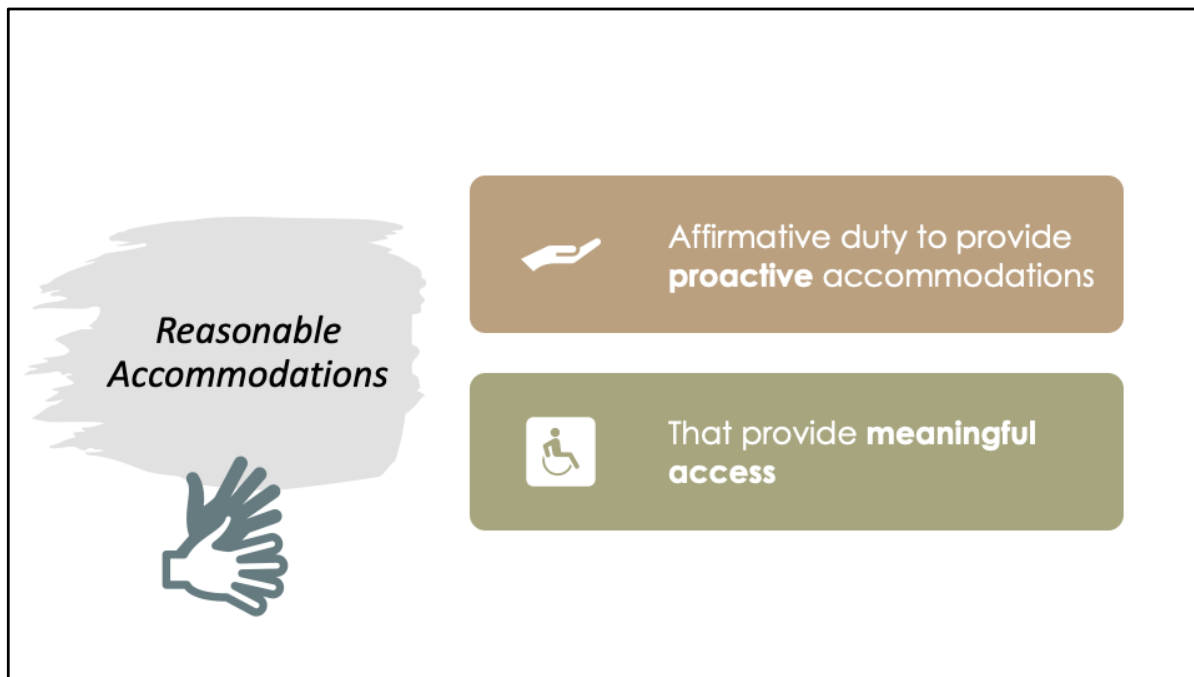 Reasonable
Accommodations
Affirmative duty to provide
proactive accommodations
That provide meaningful
access